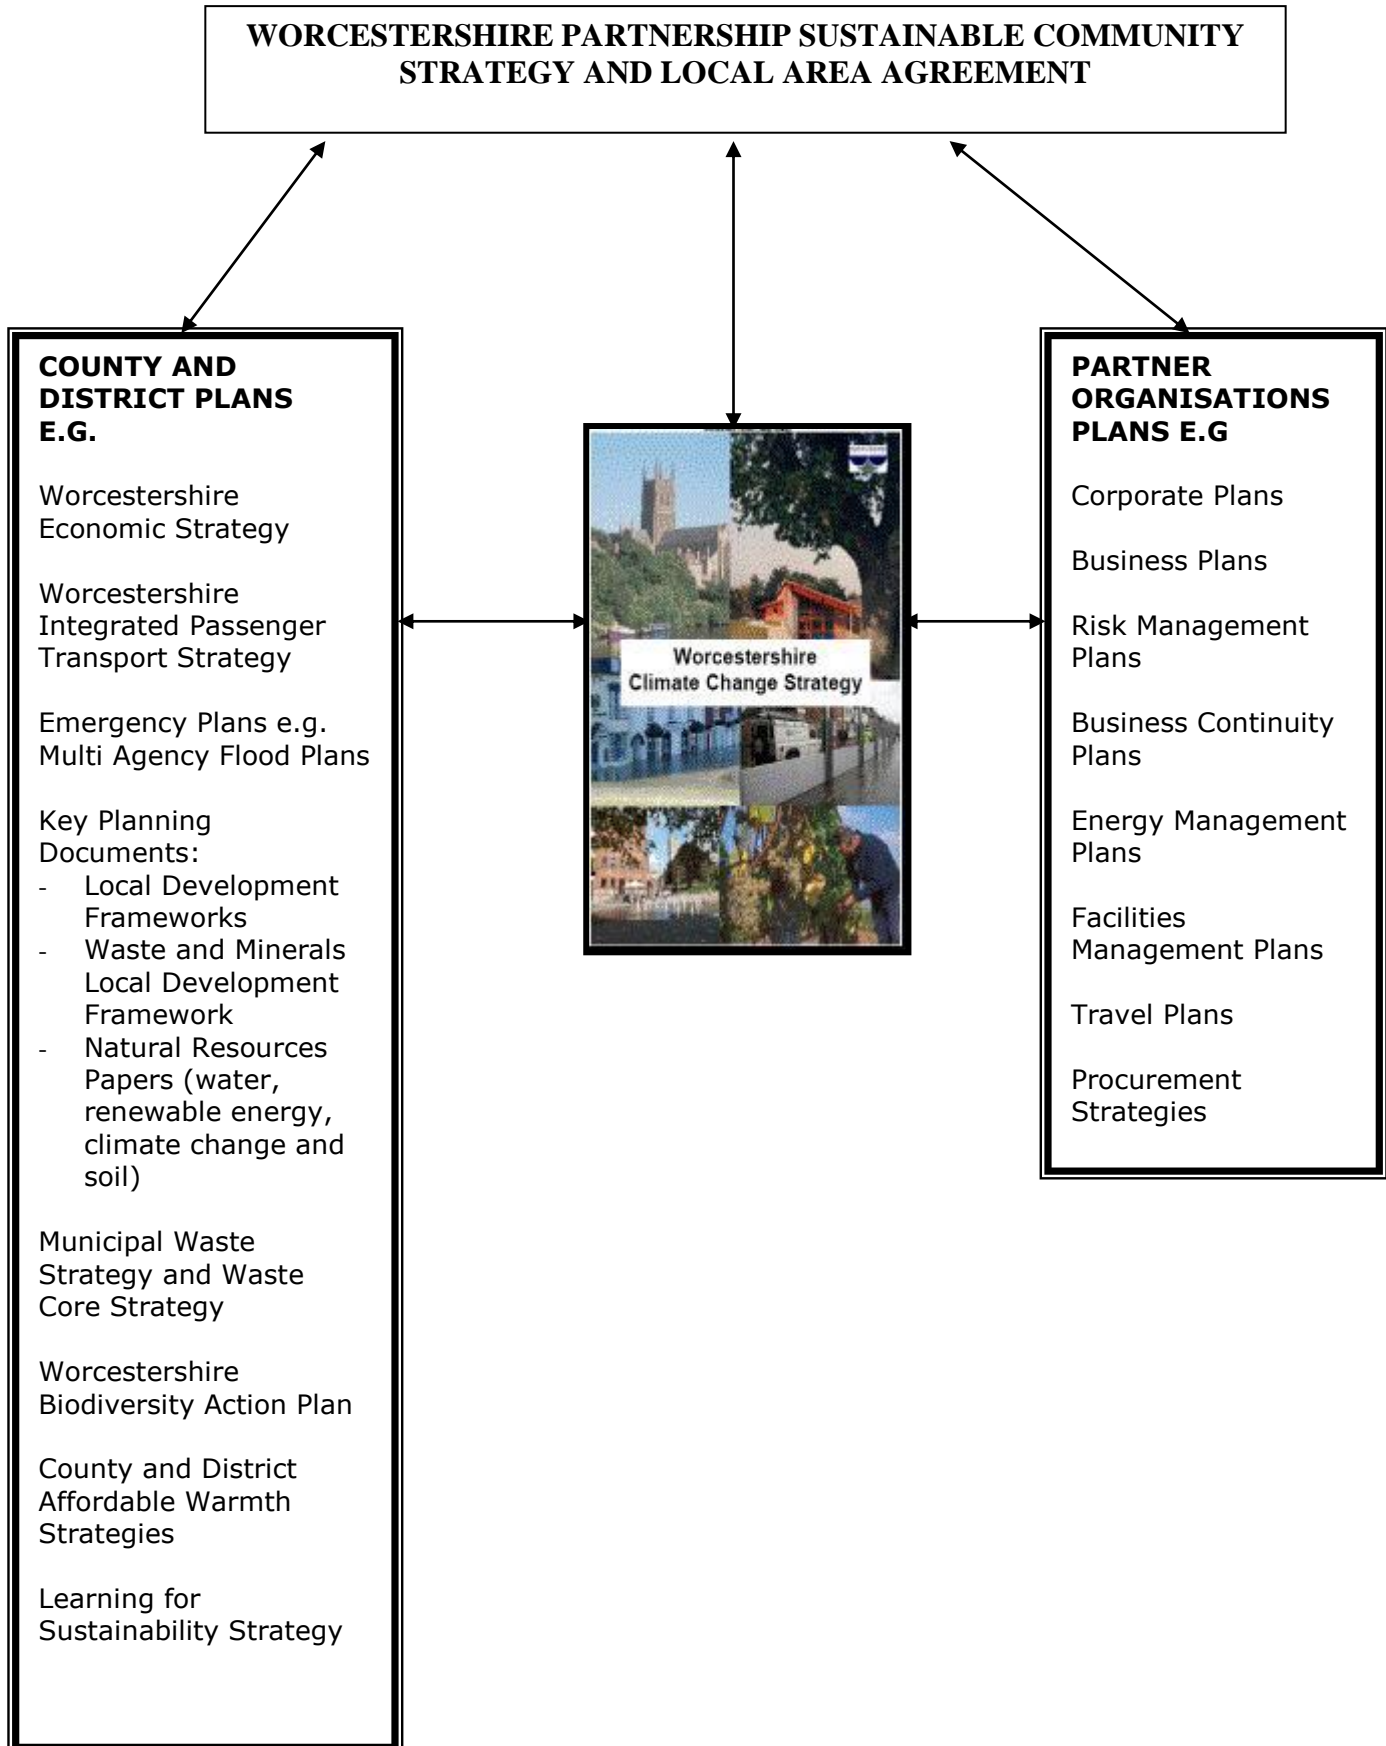 WORCESTERSHIRE PARTNERSHIP SUSTAINABLE COMMUNITY
STRATEGY AND LOCAL AREA AGREEMENT
COUNTY AND
DISTRICT PLANS
E.G.
Worcestershire
Economic Strategy
Worcestershire
Integrated Passenger
Transport Strategy
Emergency Plans e.g.
Multi Agency Flood Plans
Key Planning
Documents:
- Local Development
Frameworks
- Waste and Minerals
Local Development
Framework
- Natural Resources
Papers (water,
renewable energy,
climate change and
soil)
Municipal Waste
Strategy and Waste
Core Strategy
Worcestershire
Biodiversity Action Plan
County and District
Affordable Warmth
Strategies
Learning for
Sustainability Strategy
Worcestershire
Climate Change Strategy
PARTNER
ORGANISATIONS
PLANS E.G
Corporate Plans
Business Plans
Risk Management
Plans
Business Continuity
Plans
Energy Management
Plans
Facilities
Management Plans
Travel Plans
Procurement
Strategies